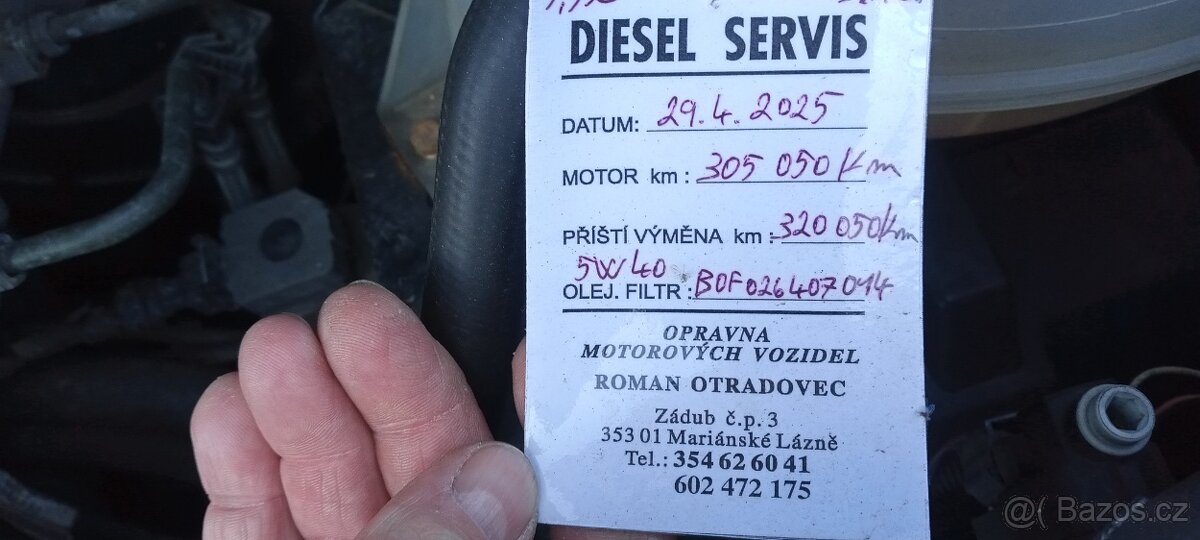 DIESEL SERVIS
DATUM: 29.4.2025
MOTOR km: 305 050 Km
PŘÍŠTÍ VÝMĚNA km: 320 050 Km
5W40
OLEJ. FILTR: BOF026407014
OPRAVNA
MOTOROVÝCH VOZIDEL
ROMAN OTRADOVEC
Zádub č.p. 3
353 01 Mariánské Lázně
Tel.: 354 62 60 41
602 472 175
@( Bazos.cz